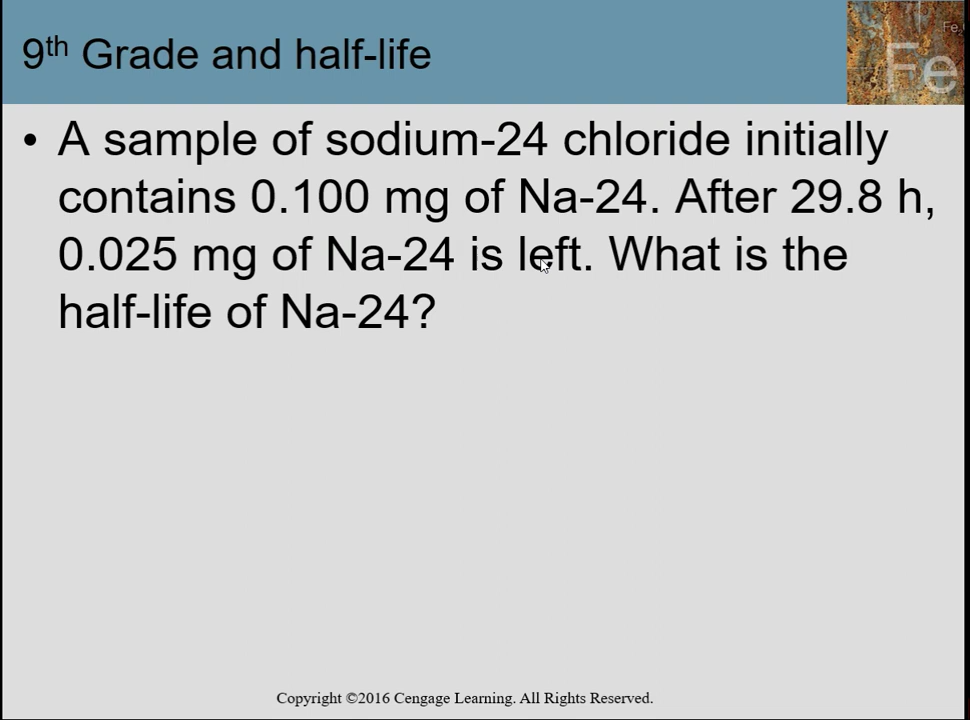 9th Grade and half-life
Fe
Fe
• A sample of sodium-24 chloride initially
contains 0.100 mg of Na-24. After 29.8 h,
0.025 mg of Na-24 is left. What is the
half-life of Na-24?
Copyright ©2016 Cengage Learning. All Rights Reserved.